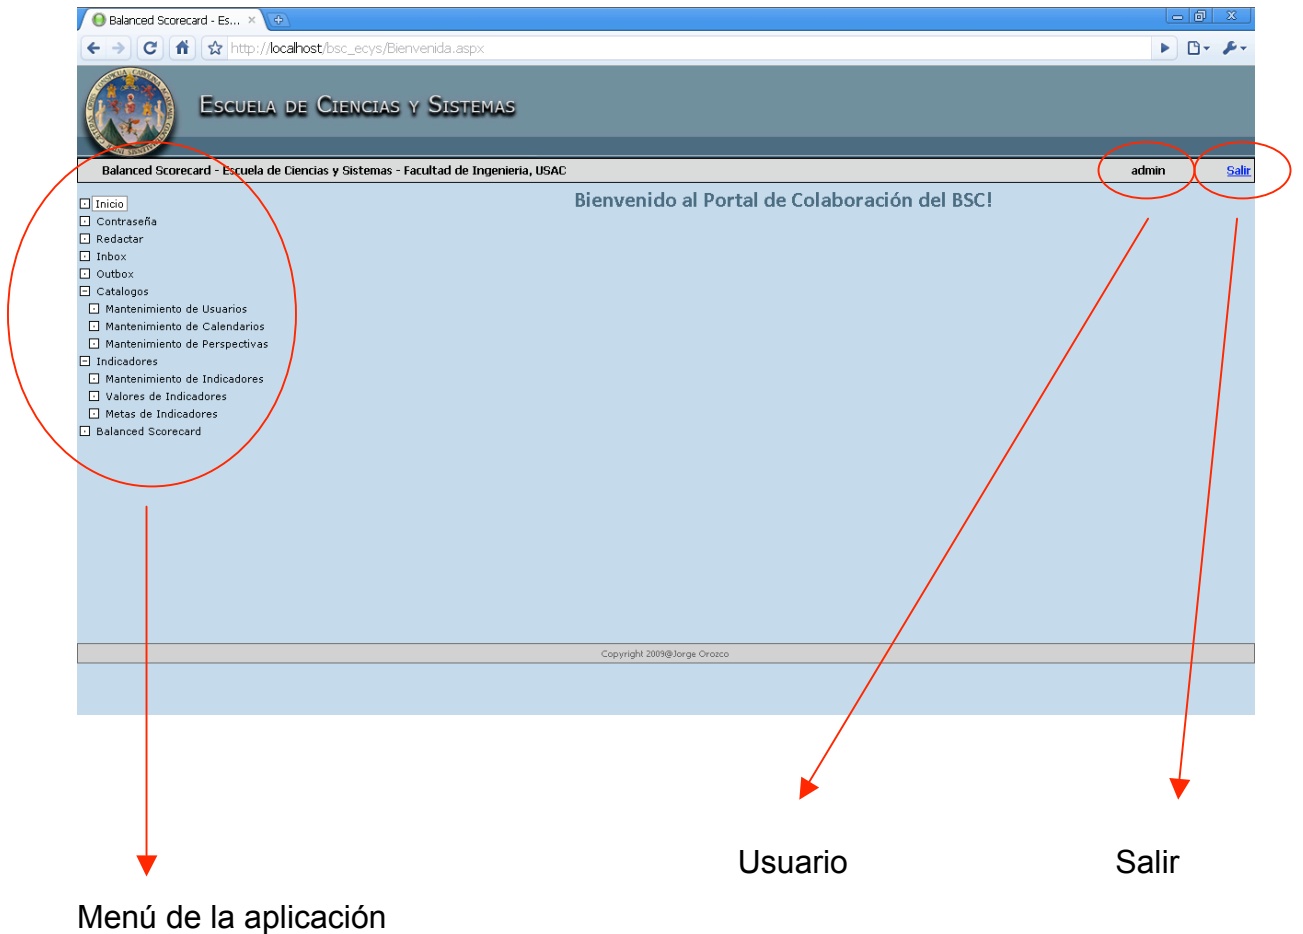 Balanced Scorecard - Es...
http://localhost/bsc_ecys/Bienvenida.aspx
Escuela de Ciencias y Sistemas
Balanced Scorecard - Escuela de Ciencias y Sistemas - Facultad de Ingenieria, USAC admin Salir
Bienvenido al Portal de Colaboración del BSC!
Inicio
Contraseña
Redactar
Inbox
Outbox
Catalogos
Mantenimiento de Usuarios
Mantenimiento de Calendarios
Mantenimiento de Perspectivas
Indicadores
Mantenimiento de Indicadores
Valores de Indicadores
Metas de Indicadores
Balanced Scorecard
Copyright 2009@Jorge Orozco
Usuario Salir
Menú de la aplicación